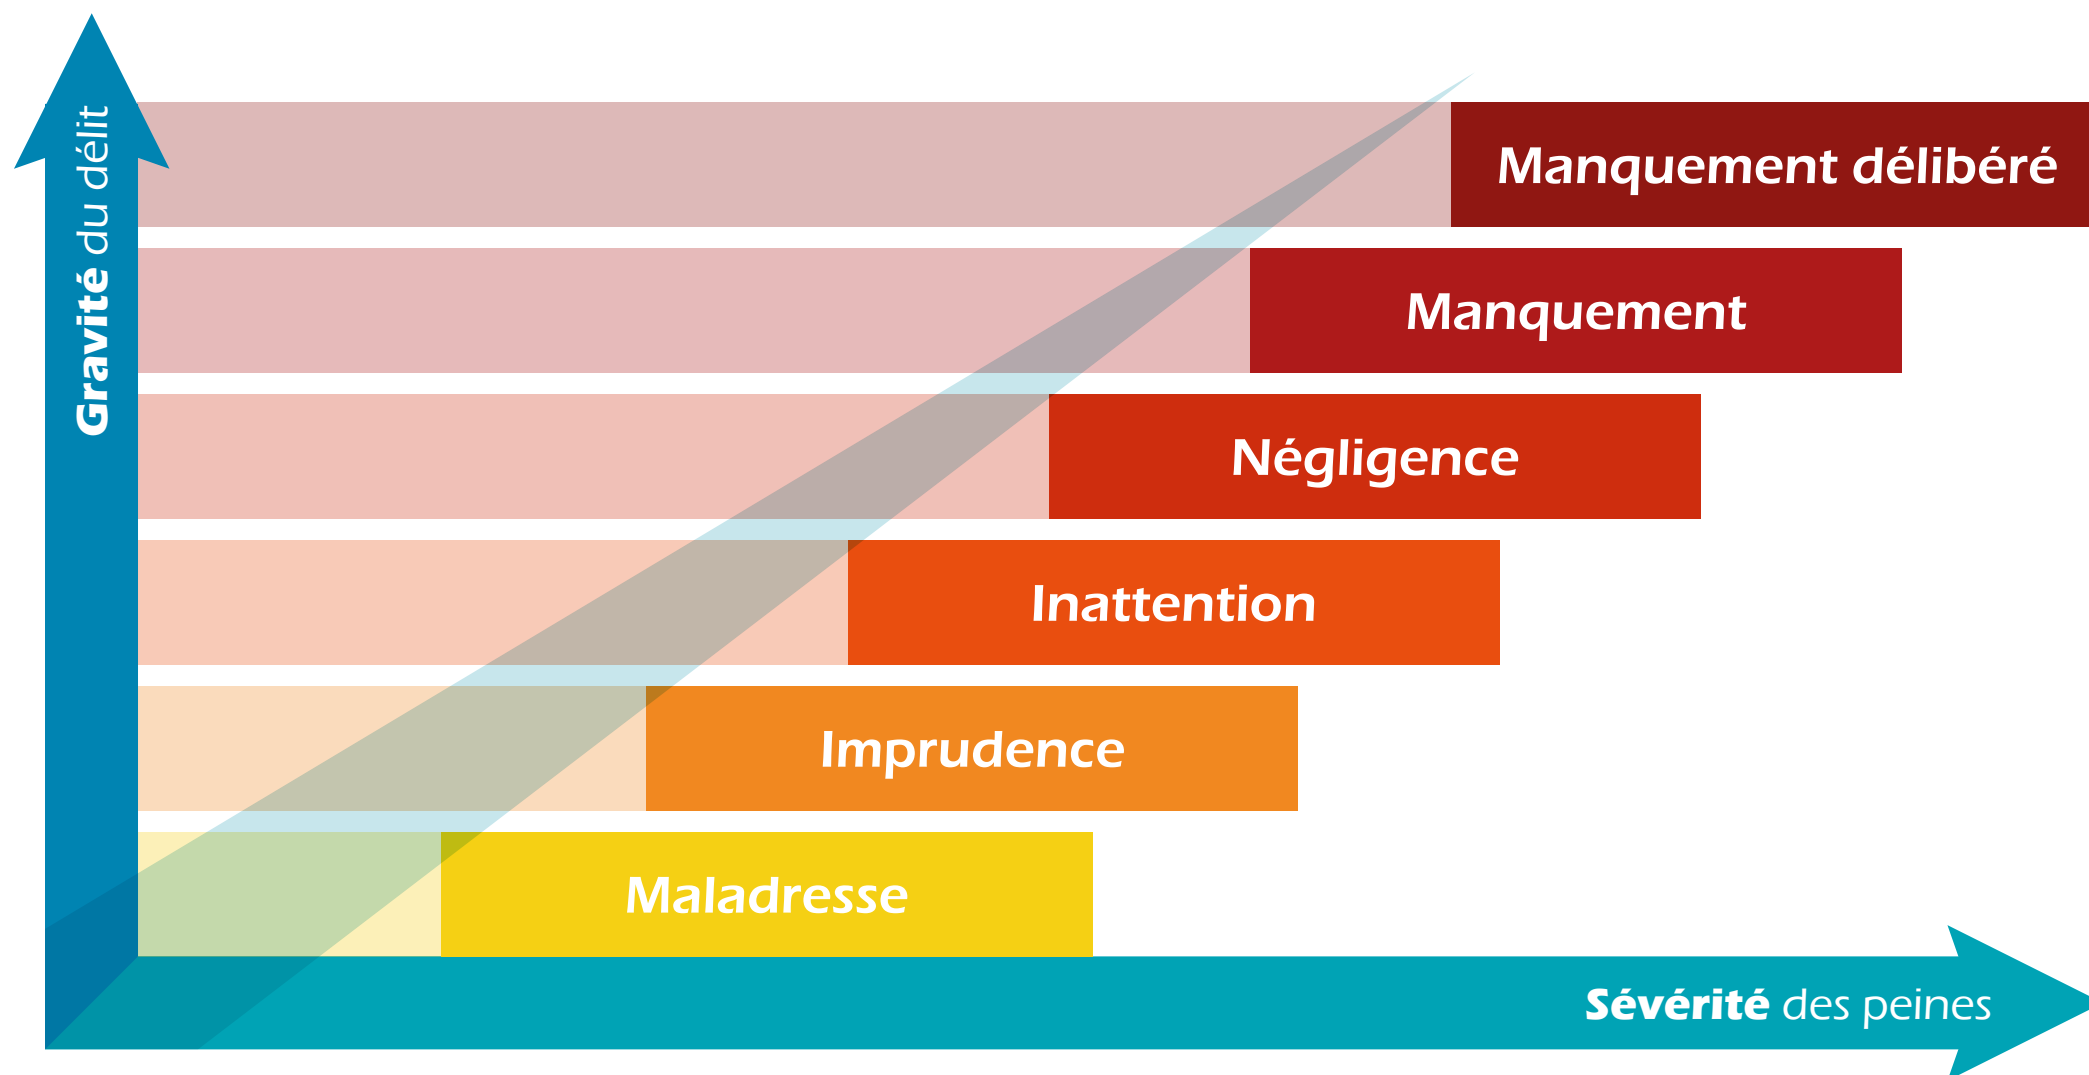 Gravité du délit
Manquement délibéré
Manquement
Négligence
Inattention
Imprudence
Maladresse
Sévérité des peines